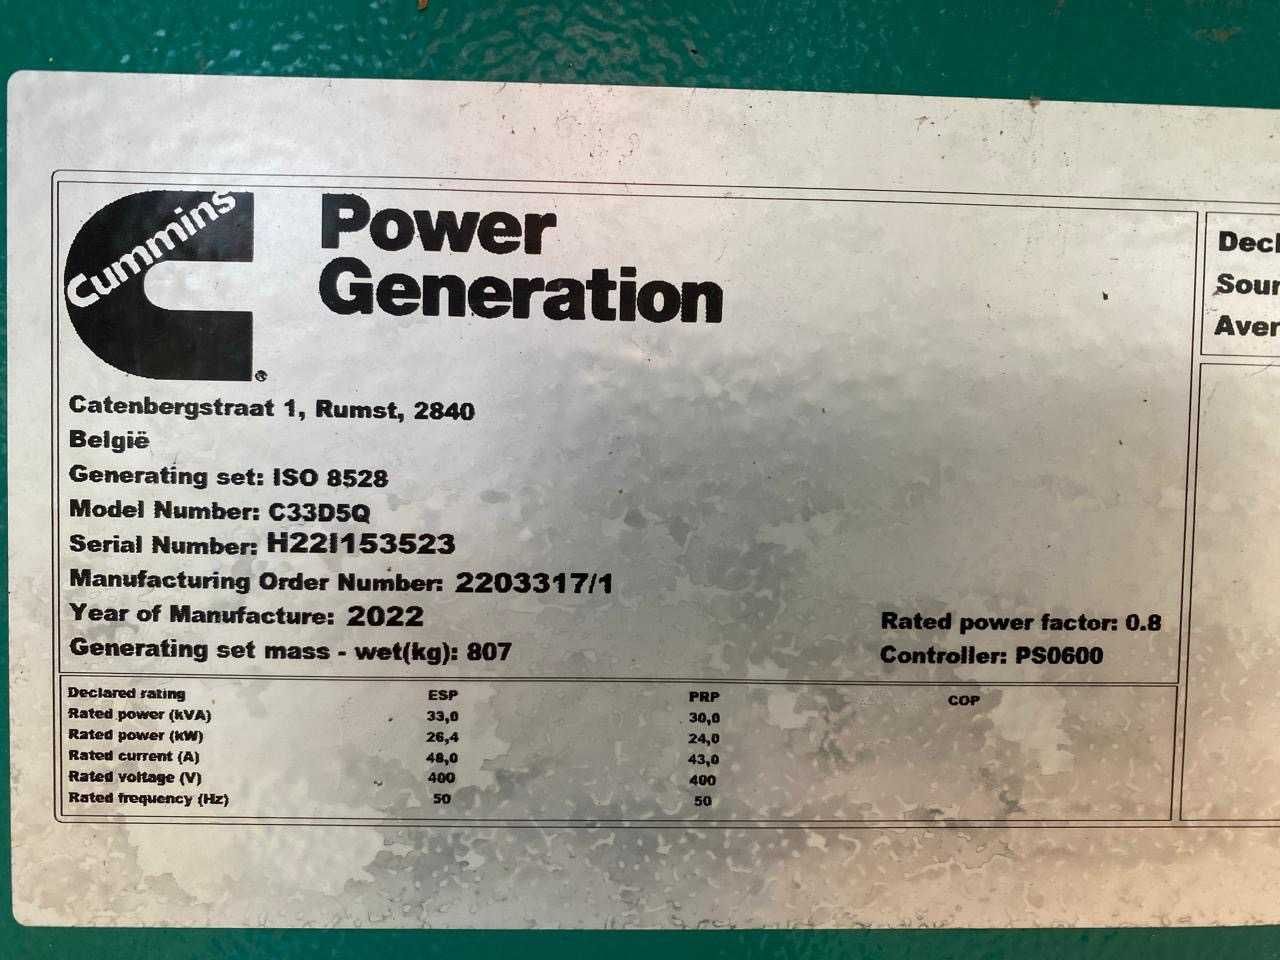 Cummins
Power
Generation
®
Catenbergstraat 1, Rumst, 2840
België
Generating set: ISO 8528
Model Number: C33D5Q
Serial Number: H22I153523
Manufacturing Order Number: 2203317/1
Year of Manufacture: 2022
Generating set mass - wet(kg): 807
Rated power factor: 0.8
Controller: PS0600
Declared rating ESP PRP COP
Rated power (kVA) 33,0 30,0
Rated power (kW) 26,4 24,0
Rated current (A) 48,0 43,0
Rated voltage (V) 400 400
Rated frequency (Hz) 50 50
Decl
Sour
Aver